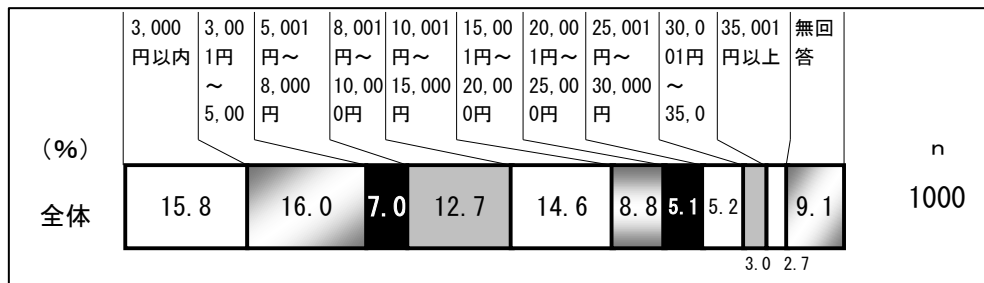 3,000
円以内
3,00
1円
~
5,00
5,001
円~
8,000
円
8,001
円~
10,00
0円
10,001
円~
15,000
円
15,00
1円~
20,00
0円
20,00
1円~
25,00
0円
25,001
円~
30,000
円
30,0
01円
~
35,0
35,001
円以上
無回
答
(%)
n
全体
15.8
16.0
7.0
12.7
14.6
8.8
5.1
5.2
9.1
1000
3.0
2.7